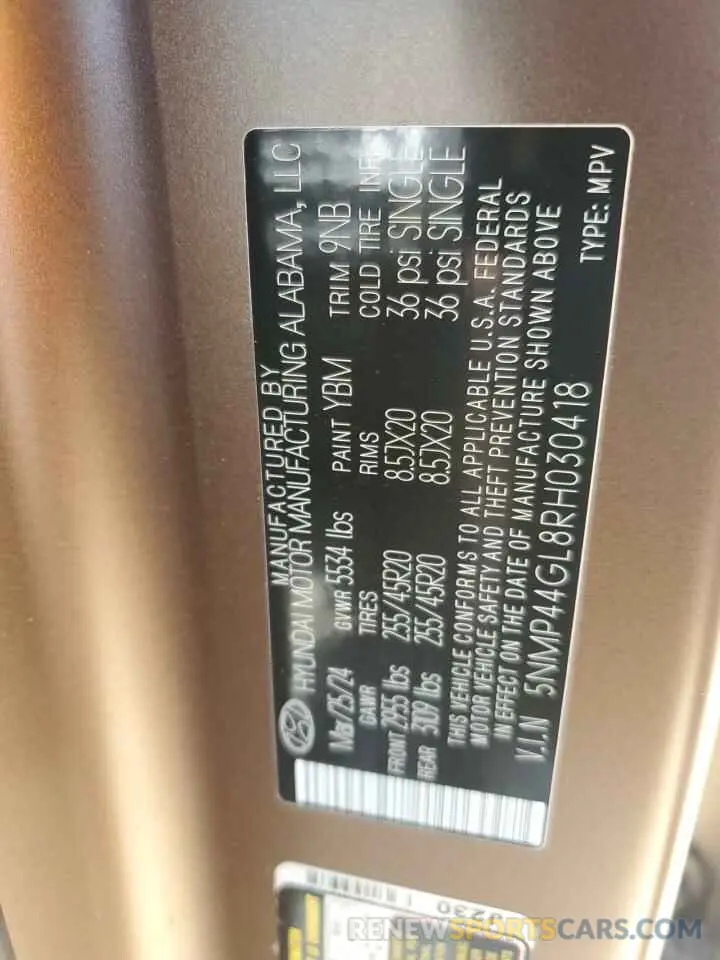 MANUFACTURED BY
HYUNDAI MOTOR MANUFACTURING ALABAMA, LLC
Mar/25/24 GVWR 5534 lbs PAINT YBM TRIM 9NB
GAWR TIRES RIMS COLD TIRE INF.
FRONT 2955 lbs 255/45R20 8.5JX20 36 psi SINGLE
REAR 3109 lbs 255/45R20 8.5JX20 36 psi SINGLE
THIS VEHICLE CONFORMS TO ALL APPLICABLE U.S.A. FEDERAL
MOTOR VEHICLE SAFETY AND THEFT PREVENTION STANDARDS
IN EFFECT ON THE DATE OF MANUFACTURE SHOWN ABOVE
V.I.N 5NMP44GL8RH030418 TYPE: MPV
RENEWSPORTSCARS.COM